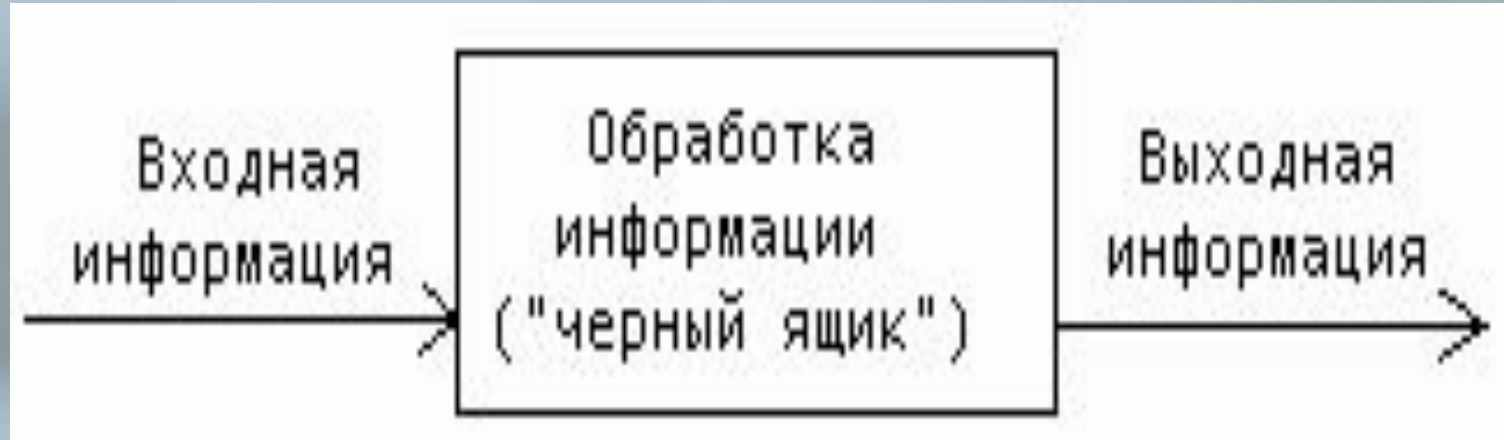 Входная
информация
Обработка
информации
("черный ящик")
Выходная
информация